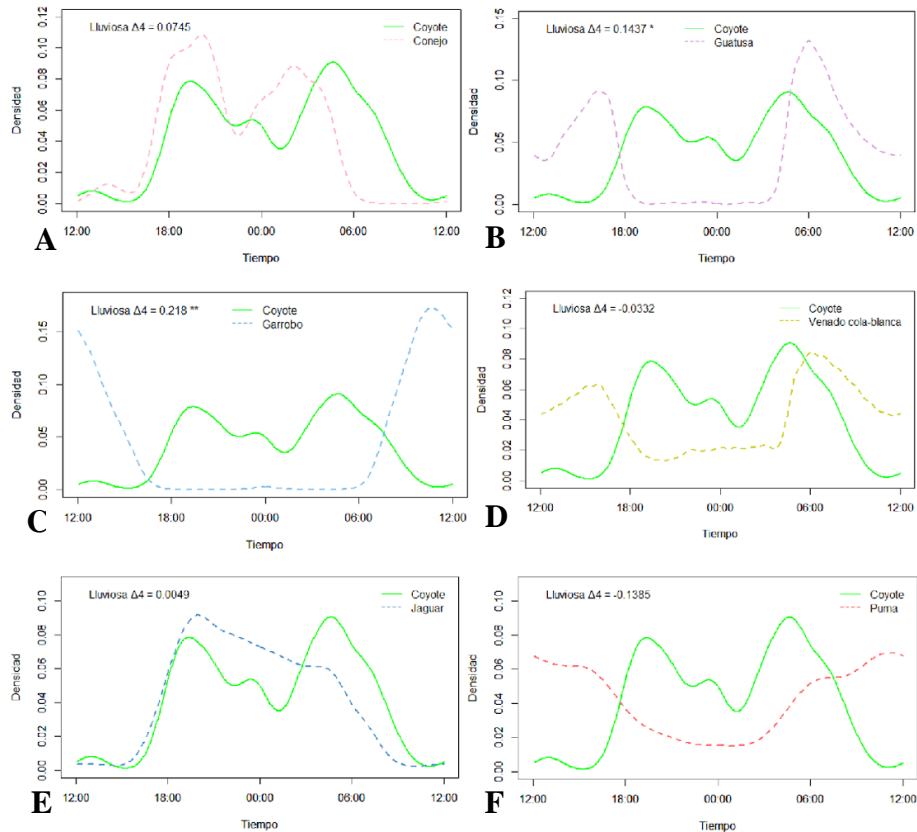 Lluviosa Δ4 = 0.0745
Coyote
Conejo
Densidad
0.00 0.02 0.04 0.06 0.08 0.10 0.12
12:00 18:00 00:00 06:00 12:00
Tiempo
A
Lluviosa Δ4 = 0.1437 *
Coyote
Guatusa
Densidad
0.00 0.05 0.10 0.15
12:00 18:00 00:00 06:00 12:00
Tiempo
B
Lluviosa Δ4 = 0.218 **
Coyote
Garrobo
Densidad
0.00 0.05 0.10 0.15
12:00 18:00 00:00 06:00 12:00
Tiempo
C
Lluviosa Δ4 = -0.0332
Coyote
Venado cola-blanca
Densidad
0.00 0.02 0.04 0.06 0.08 0.10 0.12
12:00 18:00 00:00 06:00 12:00
Tiempo
D
Lluviosa Δ4 = 0.0049
Coyote
Jaguar
Densidad
0.00 0.02 0.04 0.06 0.08 0.10
12:00 18:00 00:00 06:00 12:00
Tiempo
E
Lluviosa Δ4 = -0.1385
Coyote
Puma
Densidad
0.00 0.02 0.04 0.06 0.08 0.10
12:00 18:00 00:00 06:00 12:00
Tiempo
F